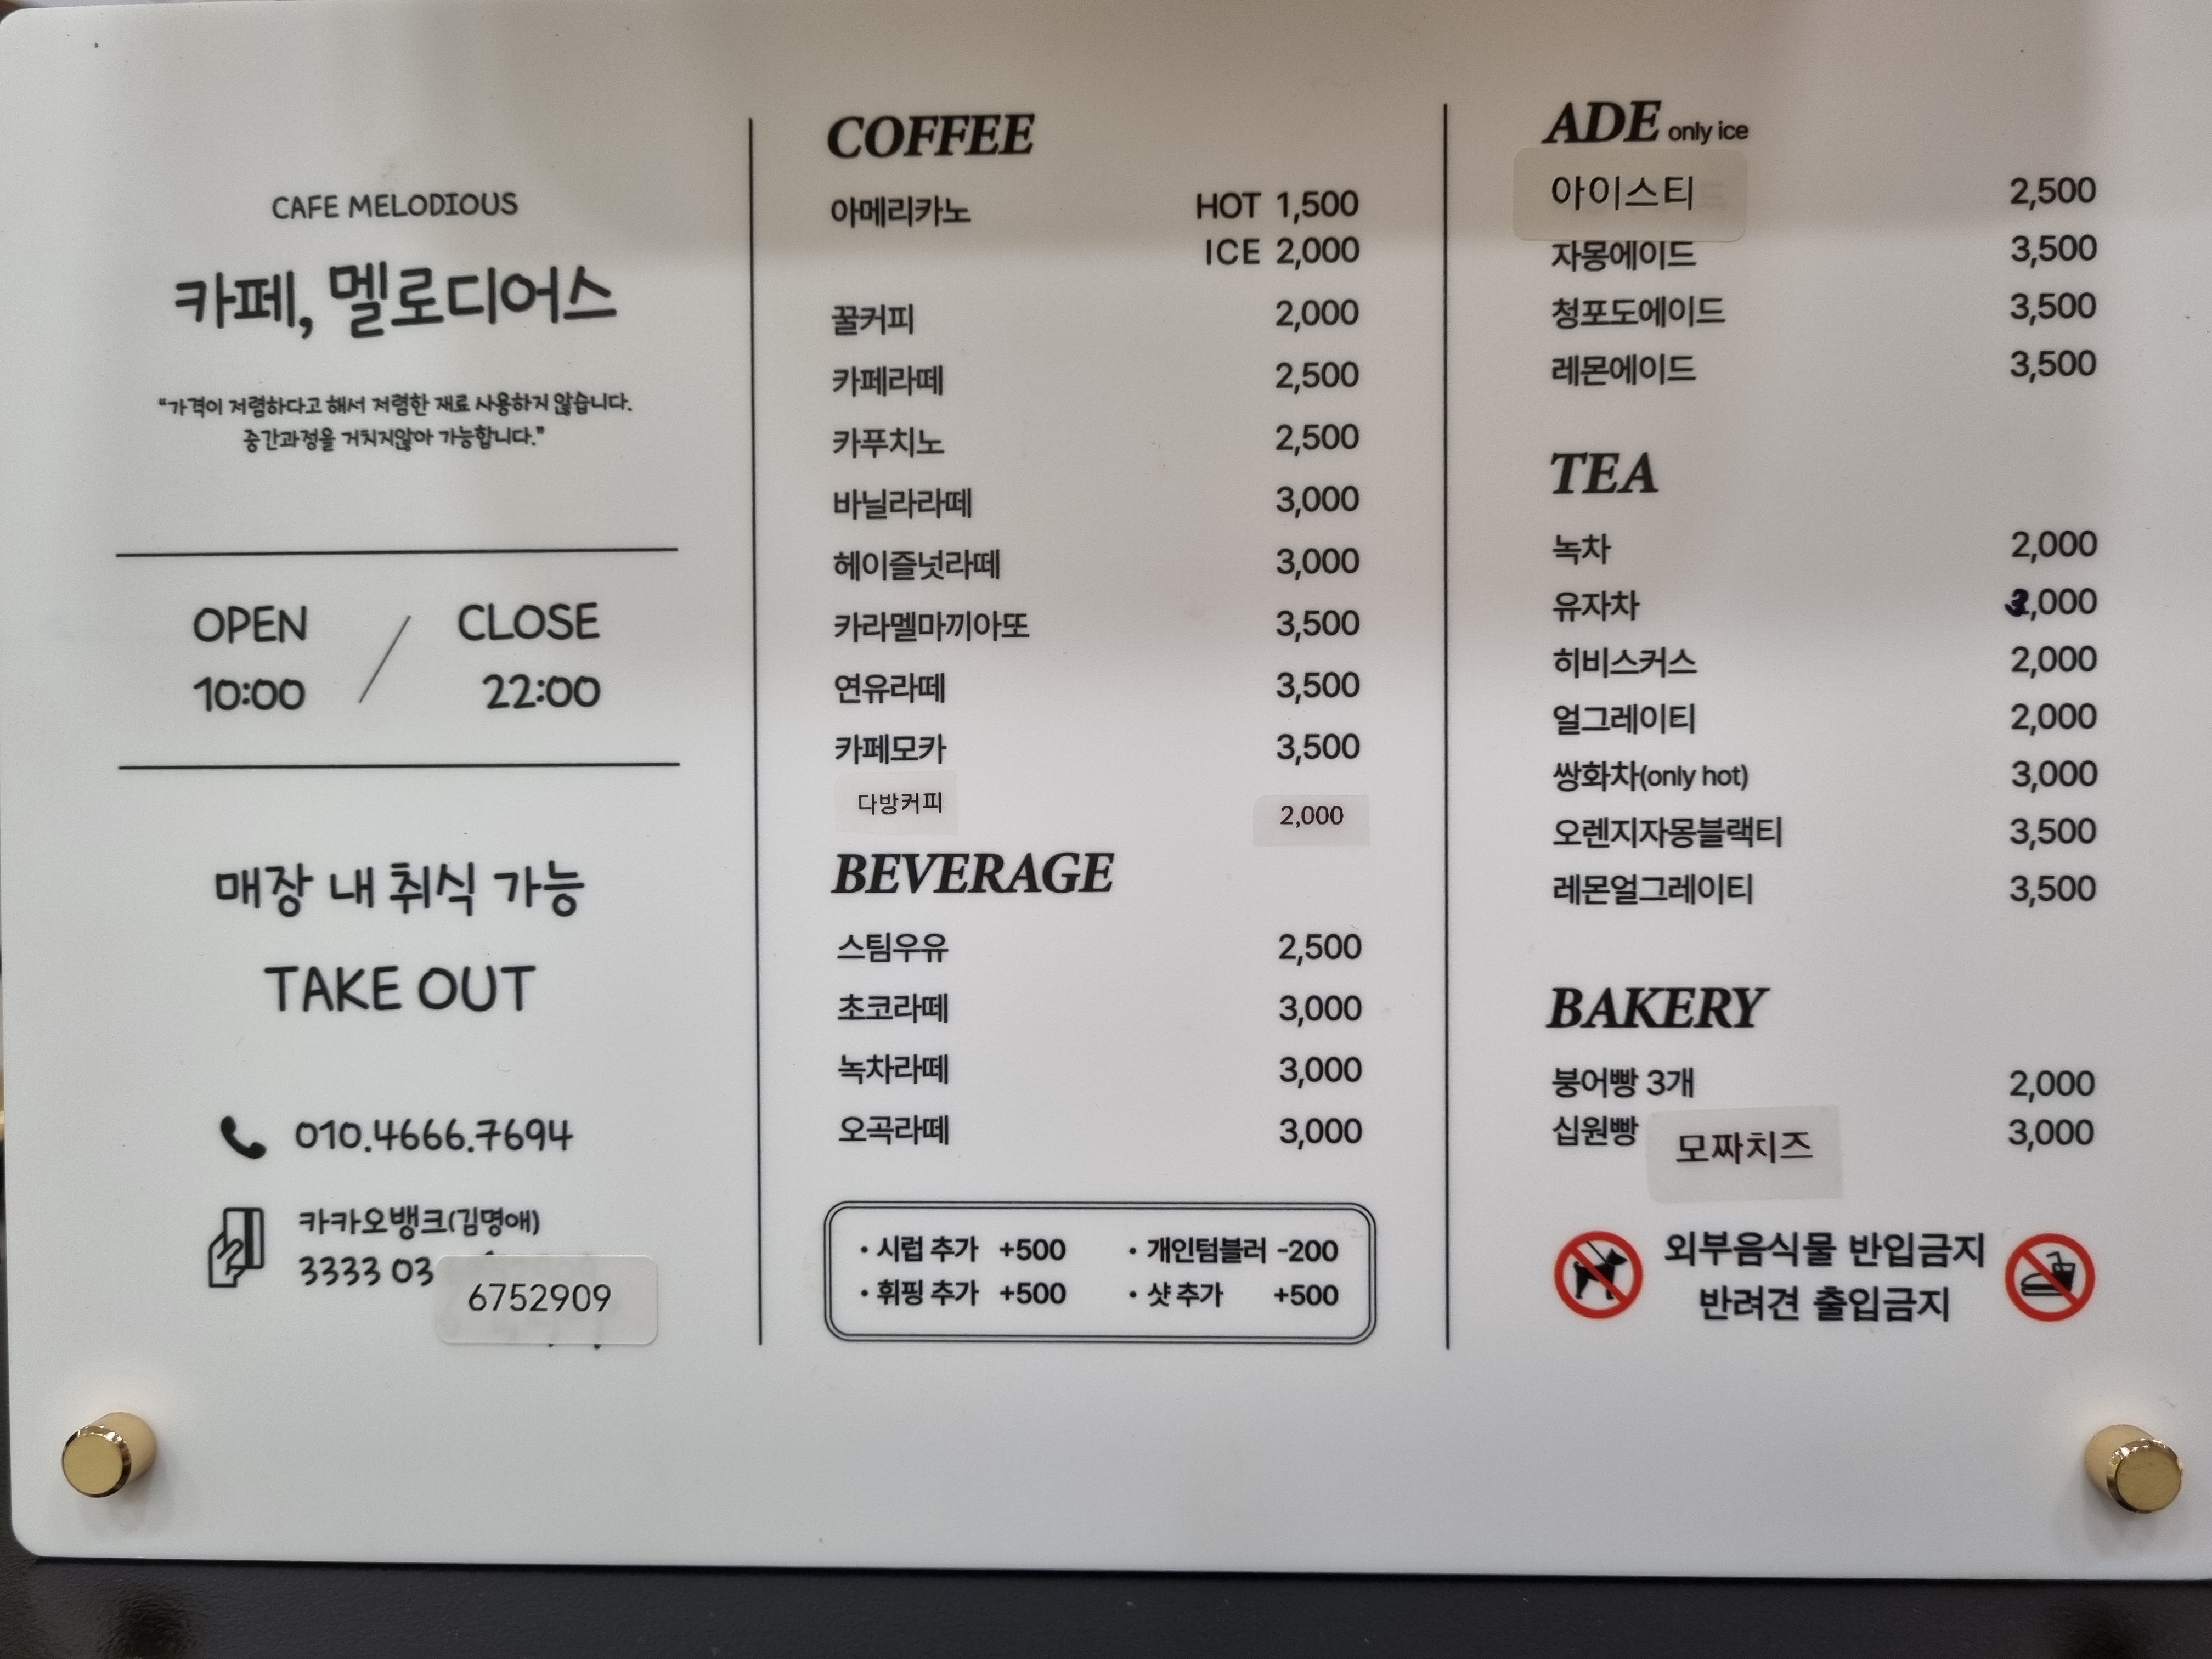 CAFE MELODIOUS
카페, 멜로디어스
“가격이 저렴하다고 해서 저렴한 재료 사용하지 않습니다.
중간과정을 거치지않아 가능합니다.”
OPEN / CLOSE
10:00 22:00
매장 내 취식 가능
TAKE OUT
010.4666.7694
카카오뱅크(김명애)
3333 03 6752909
COFFEE
아메리카노 HOT 1,500
ICE 2,000
꿀커피 2,000
카페라떼 2,500
카푸치노 2,500
바닐라라떼 3,000
헤이즐넛라떼 3,000
카라멜마끼아또 3,500
연유라떼 3,500
카페모카 3,500
다방커피 2,000
BEVERAGE
스팀우유 2,500
초코라떼 3,000
녹차라떼 3,000
오곡라떼 3,000
• 시럽 추가 +500 • 개인텀블러 -200
• 휘핑 추가 +500 • 샷 추가 +500
ADE only ice
아이스티 2,500
자몽에이드 3,500
청포도에이드 3,500
레몬에이드 3,500
TEA
녹차 2,000
유자차 3,000
히비스커스 2,000
얼그레이티 2,000
쌍화차(only hot) 3,000
오렌지자몽블랙티 3,500
레몬얼그레이티 3,500
BAKERY
붕어빵 3개 2,000
십원빵 모짜치즈 3,000
외부음식물 반입금지
반려견 출입금지